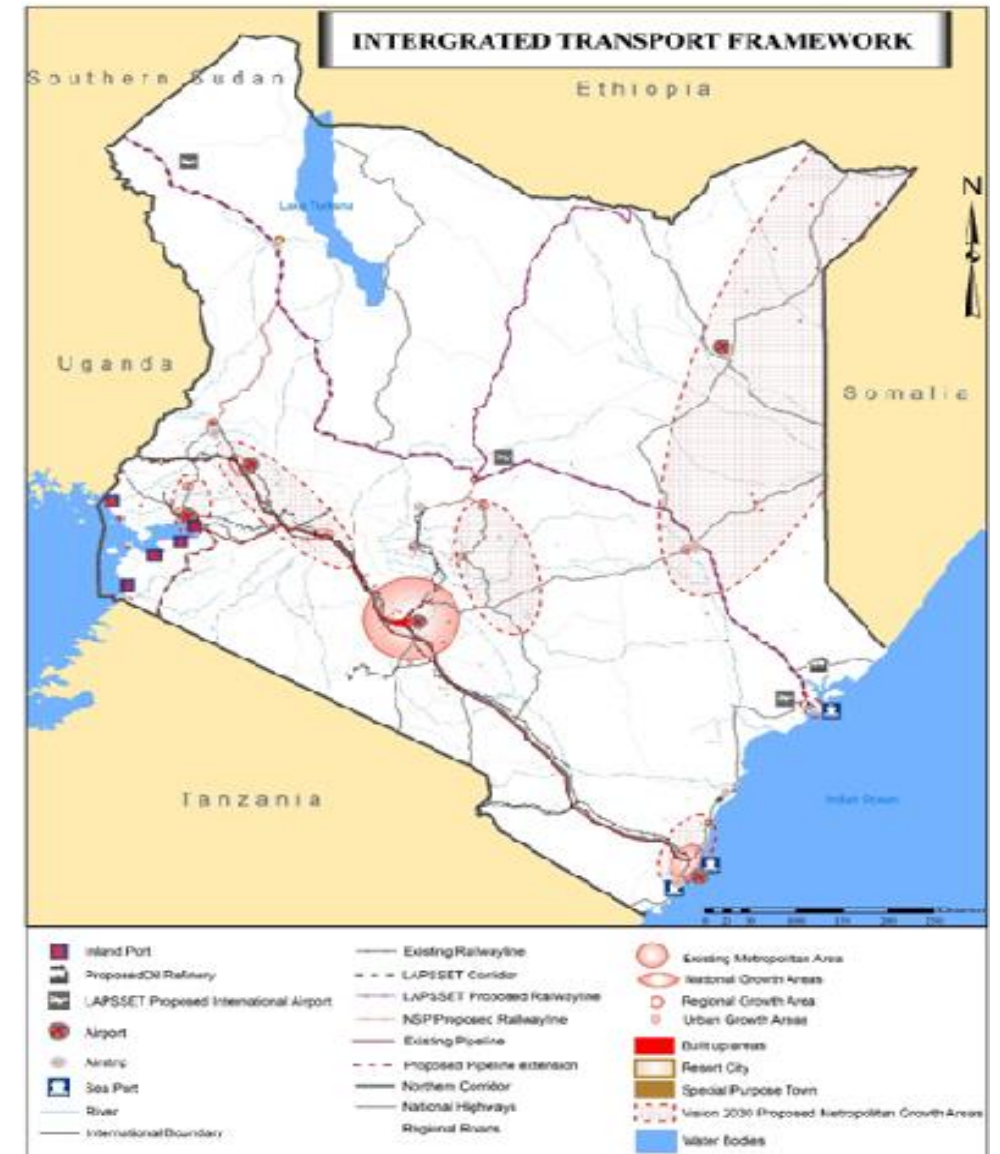 INTERGRATED TRANSPORT FRAMEWORK
Southern Sudan
Ethiopia
N
Lake Turkana
Uganda
Somalia
Tanzania
Indian Ocean
Inland Port
Proposed Oil Refinery
LAPSSET Proposed International Airport
Airport
Airstrip
Sea Port
River
International Boundary
Existing Railwayline
LAPSSET Corridor
LAPSSET Proposed Railwayline
NSP Proposed Railwayline
Existing Pipeline
Proposed Pipeline extension
Northern Corridor
National Highways
Regional Roads
Existing Metropolitan Area
National Growth Areas
Regional Growth Area
Urban Growth Areas
Built up areas
Resort City
Special Purpose Town
Vision 2030 Proposed Metropolitan Growth Areas
Water Bodies